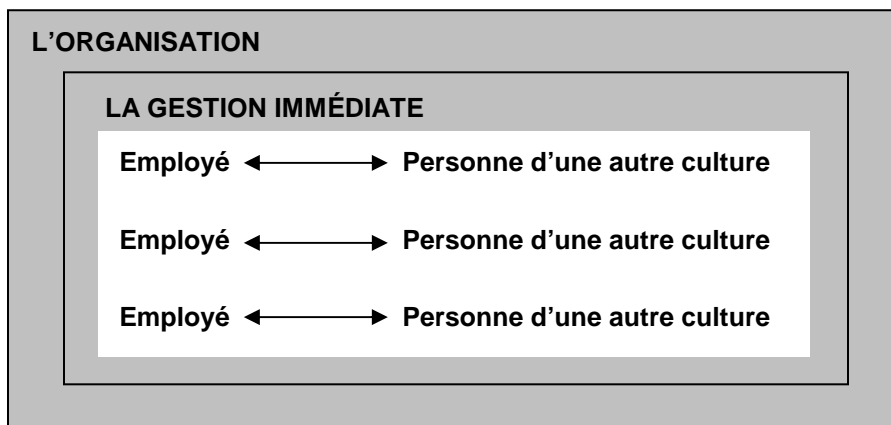 L'ORGANISATION
LA GESTION IMMÉDIATE
Employé Personne d'une autre culture
Employé Personne d'une autre culture
Employé Personne d'une autre culture